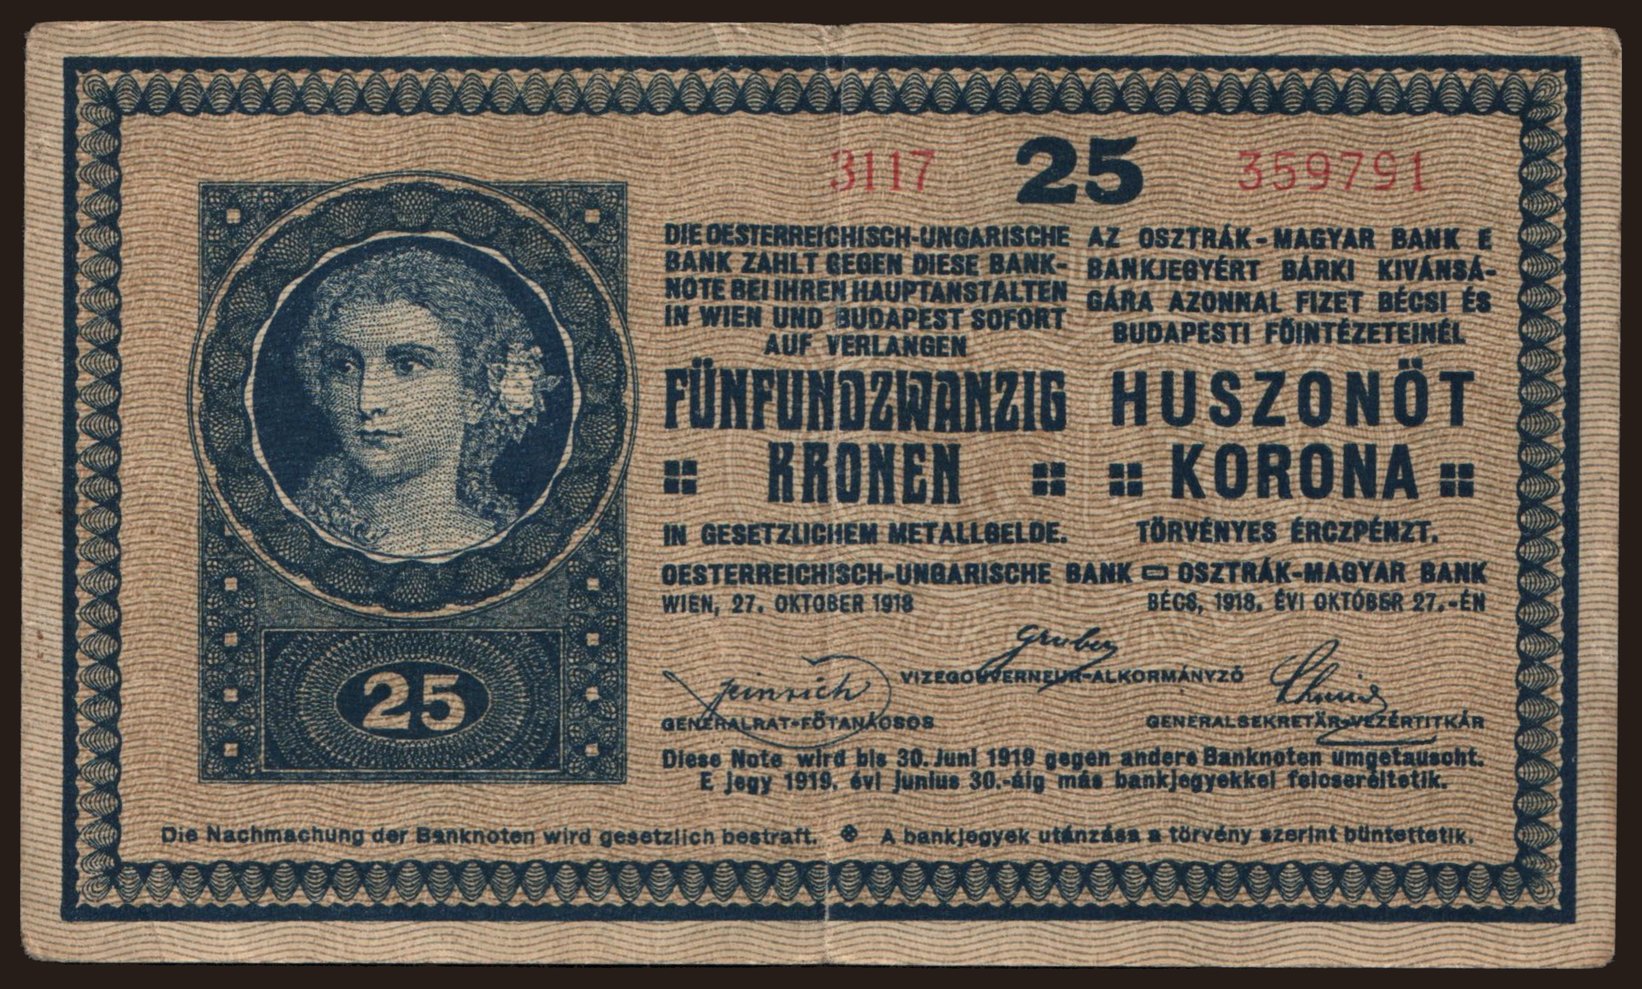 3117 25 359791
DIE OESTERREICHISCH-UNGARISCHE
BANK ZAHLT GEGEN DIESE BANK-
NOTE BEI IHREN HAUPTANSTALTEN
IN WIEN UND BUDAPEST SOFORT
AUF VERLANGEN
FÜNFUNDZWANZIG
KRONEN
IN GESETZLICHEM METALLGELDE.
AZ OSZTRÁK-MAGYAR BANK E
BANKJEGYÉRT BÁRKI KIVÁNSÁ-
GÁRA AZONNAL FIZET BÉCSI ÉS
BUDAPESTI FŐINTÉZETEINÉL
HUSZONÖT
KORONA
TÖRVÉNYES ÉRCZPÉNZT.
OESTERREICHISCH-UNGARISCHE BANK OSZTRÁK-MAGYAR BANK
WIEN, 27. OKTOBER 1918 BÉCS, 1918. ÉVI OKTÓBER 27.-ÉN
Gruber
VIZEGOUVERNEUR-ALKORMÁNYZÓ
GENERALRAT-FŐTANÁCSOS
Schmid
GENERALSEKRETÄR-VEZÉRTITKÁR
25
Diese Note wird bis 30. Juni 1919 gegen andere Banknoten umgetauscht.
E jegy 1919. évi junius 30.-áig más bankjegyekkel felcseréltetik.
Die Nachmachung der Banknoten wird gesetzlich bestraft. A bankjegyek utánzása a törvény szerint büntettetik.